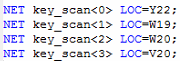 NET key_scan<0> LOC=Y22;
NET key_scan<1> LOC=W19;
NET key_scan<2> LOC=W20;
NET key_scan<3> LOC=V20;